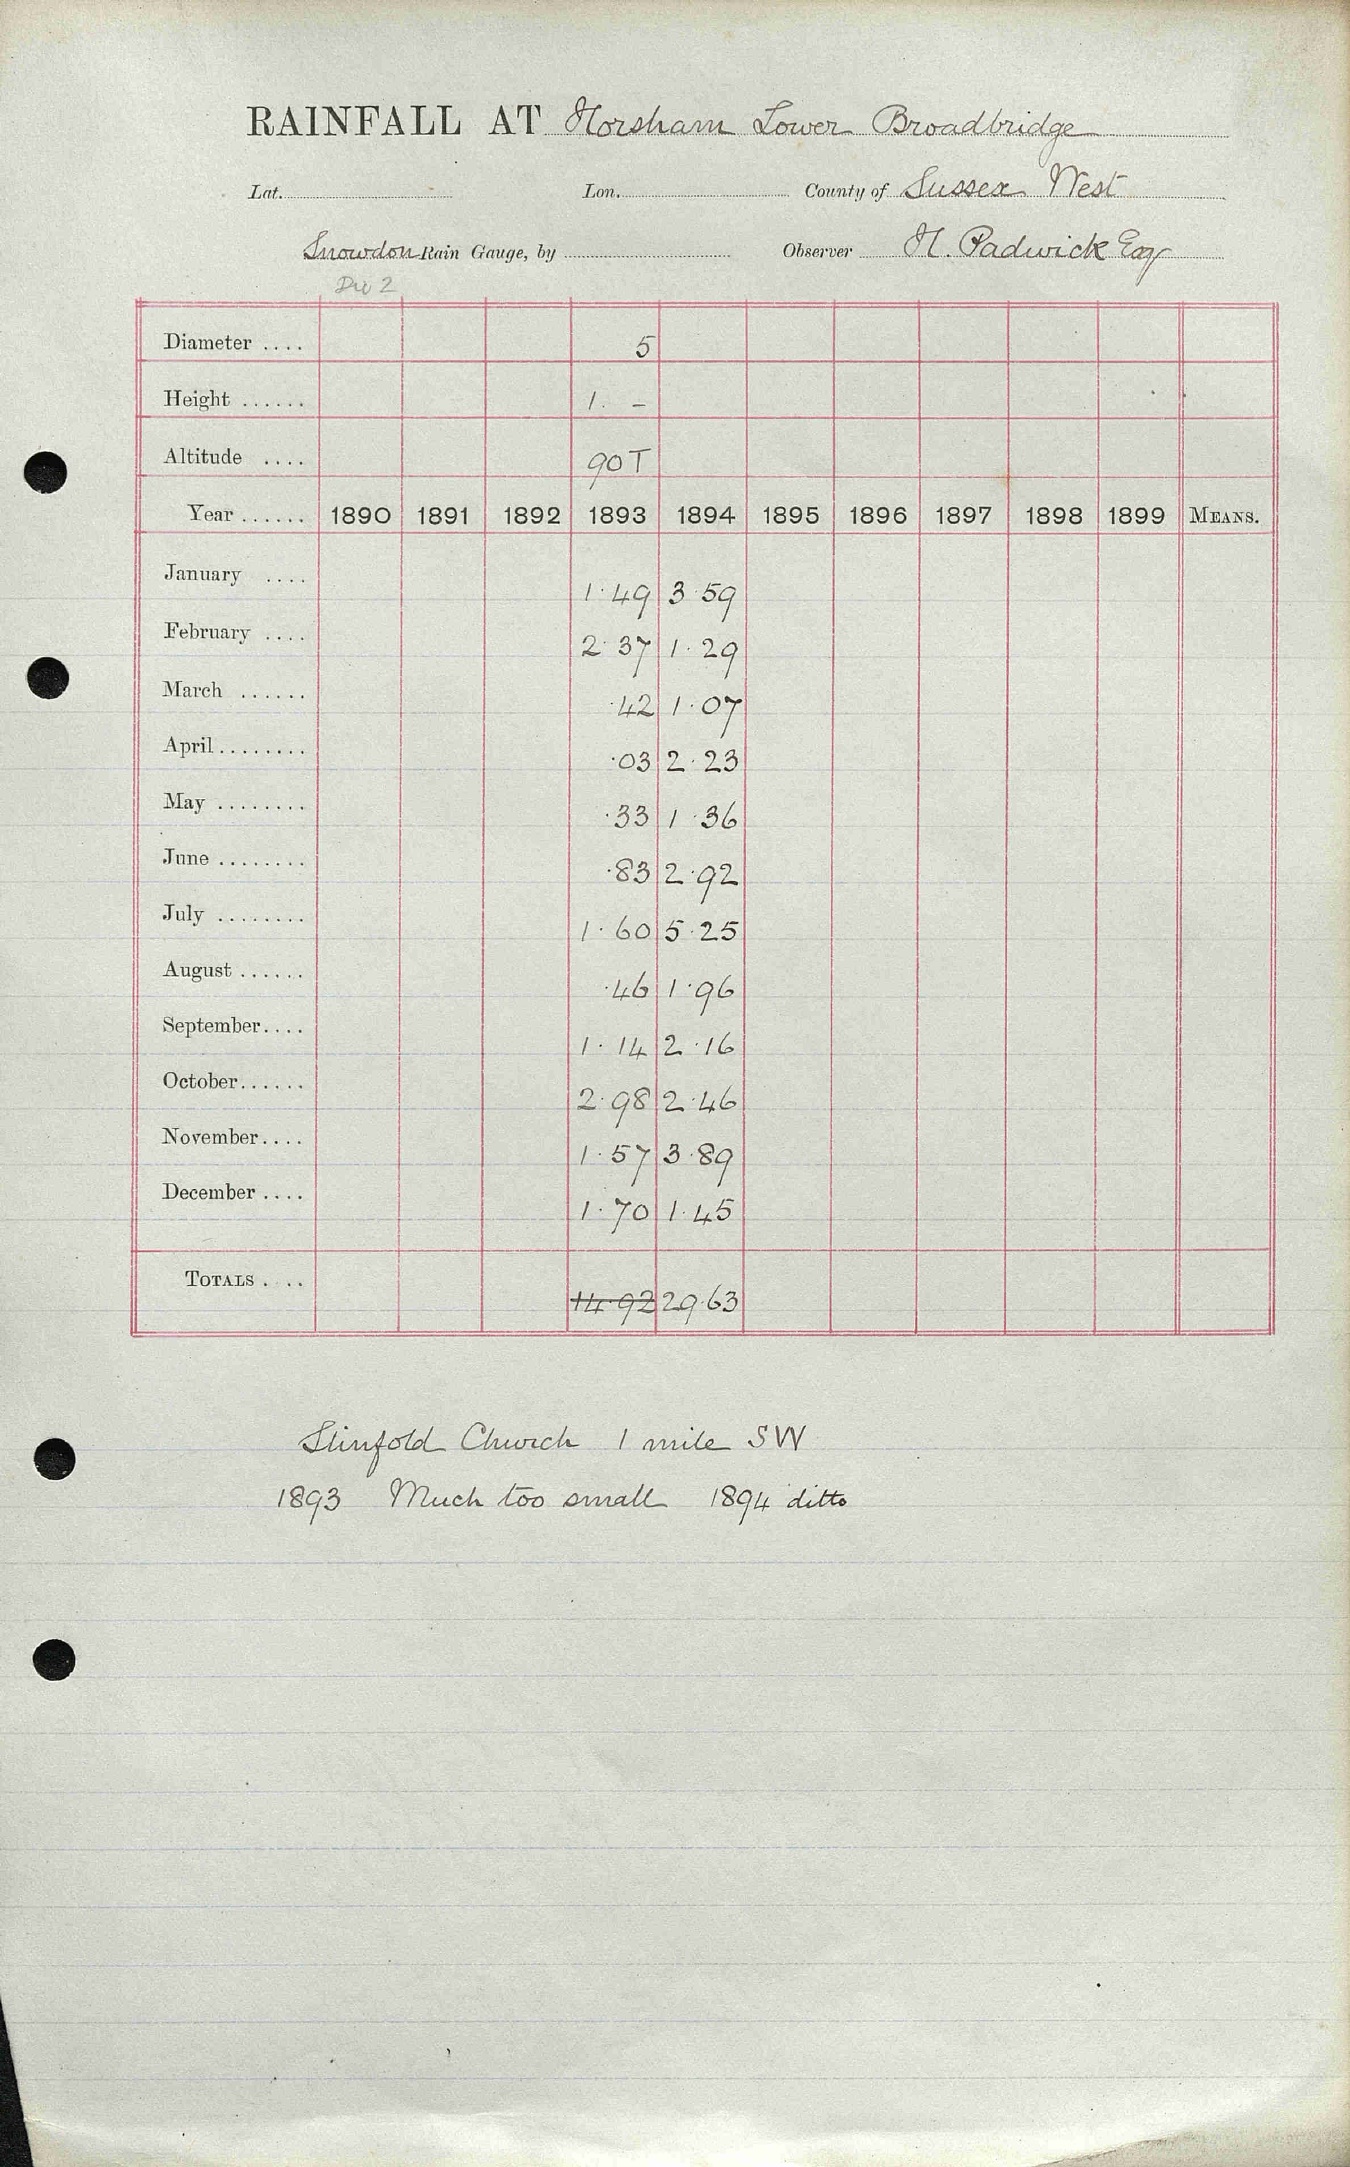 RAINFALL AT Horsham Lower Broadbridge
Lat. Lon. County of Sussex West
Snowdon Rain Gauge, by Observer H. Padwick Esq
Div 2
Diameter .... 5
Height ...... 1. –
Altitude .... 90T
Year ...... 1890 1891 1892 1893 1894 1895 1896 1897 1898 1899 MEANS.
January .... 1·49 3·59
February .... 2·37 1·29
March ...... ·42 1·07
April ........ ·03 2·23
May ........ ·33 1·36
June ........ ·83 2·92
July ........ 1·60 5·25
August ...... ·46 1·96
September.... 1·14 2·16
October...... 2·98 2·46
November.... 1·57 3·89
December .... 1·70 1·45
TOTALS .... 14·92 29·63
Slinfold Church 1 mile SW
1893 Much too small 1894 ditto